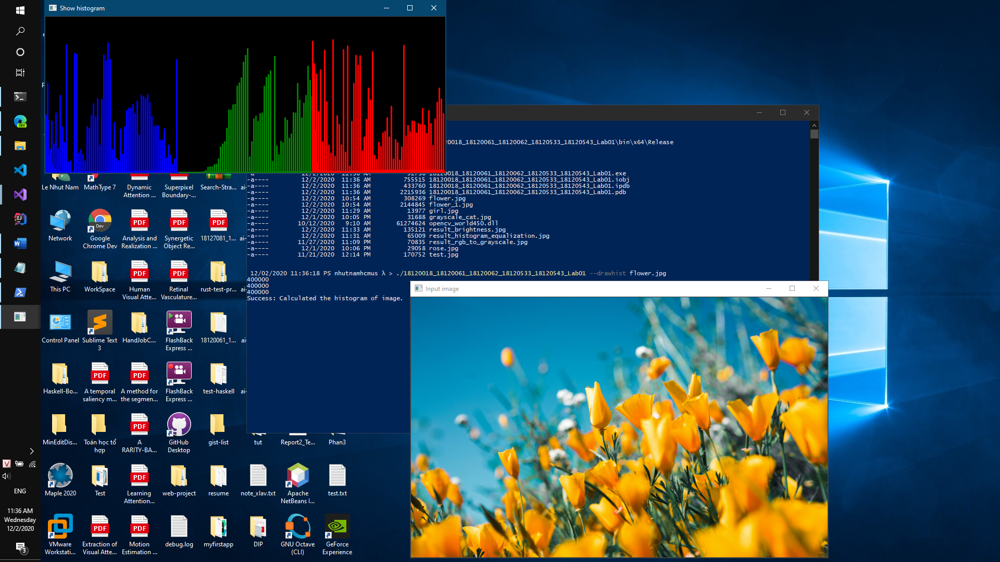 Show histogram
18120018_18120061_18120062_18120533_18120543_Lab01\bin\x64\Release
-a---- 12/2/2020 11:36 AM 18120018_18120061_18120062_18120533_18120543_Lab01.exe
-a---- 12/2/2020 11:36 AM 755515 18120018_18120061_18120062_18120533_18120543_Lab01.iobj
-a---- 12/2/2020 11:36 AM 433760 18120018_18120061_18120062_18120533_18120543_Lab01.ipdb
-a---- 12/2/2020 11:36 AM 2215936 18120018_18120061_18120062_18120533_18120543_Lab01.pdb
-a---- 12/2/2020 10:54 AM 308269 flower.jpg
-a---- 12/2/2020 10:54 AM 2144845 flower_1.jpg
-a---- 12/2/2020 11:29 AM 13977 girl.jpg
-a---- 12/1/2020 10:05 PM 31688 grayscale_cat.jpg
-a---- 10/12/2020 9:10 AM 61274624 opencv_world450.dll
-a---- 12/2/2020 11:33 AM 135121 result_brightness.jpg
-a---- 12/2/2020 11:31 AM 65009 result_histogram_equalization.jpg
-a---- 11/27/2020 11:09 PM 70835 result_rgb_to_grayscale.jpg
-a---- 12/1/2020 10:06 PM 29058 rose.jpg
-a---- 11/21/2020 12:14 PM 170752 test.jpg
12/02/2020 11:36:18 PS nhutnamhcmus λ > ./18120018_18120061_18120062_18120533_18120543_Lab01 --drawhist flower.jpg
400000
400000
400000
Success: Calculated the histogram of image.
Input image
Le Nhut Nam
MathType 7
Dynamic
Attention ...
Superpixel
Boundary-...
Search-Stra...
ai-
Network
Google
Chrome Dev
Analysis and
Realization ...
Synergetic
Object Re...
18127081_1...
ai-
This PC
WorkSpace
Human
Visual Atte...
Retinal
Vasculature...
rust-test-pr...
ai-
Control Panel
Sublime Text
3
HandJobC...
FlashBack
Express ...
18120061_1...
ai-
Haskell-Bo...
A temporal
saliency m...
A method for
the segmen...
FlashBack
Express ...
test-haskell
ai-
MinEditDis...
Toán học tổ
hợp
A
RARITY-BA...
GitHub
Desktop
gist-list
tut
Report2_Te...
Phan3
Maple 2020
Test
Learning
Attention...
web-project
resume
note_xlav.txt
Apache
NetBeans I...
test.txt
VMware
Workstati...
Extraction of
Visual Atte...
Motion
Estimation ...
debug.log
myfirstapp
DIP
GNU Octave
(CLI)
GeForce
Experience
ENG
11:36 AM
Wednesday
12/2/2020
3